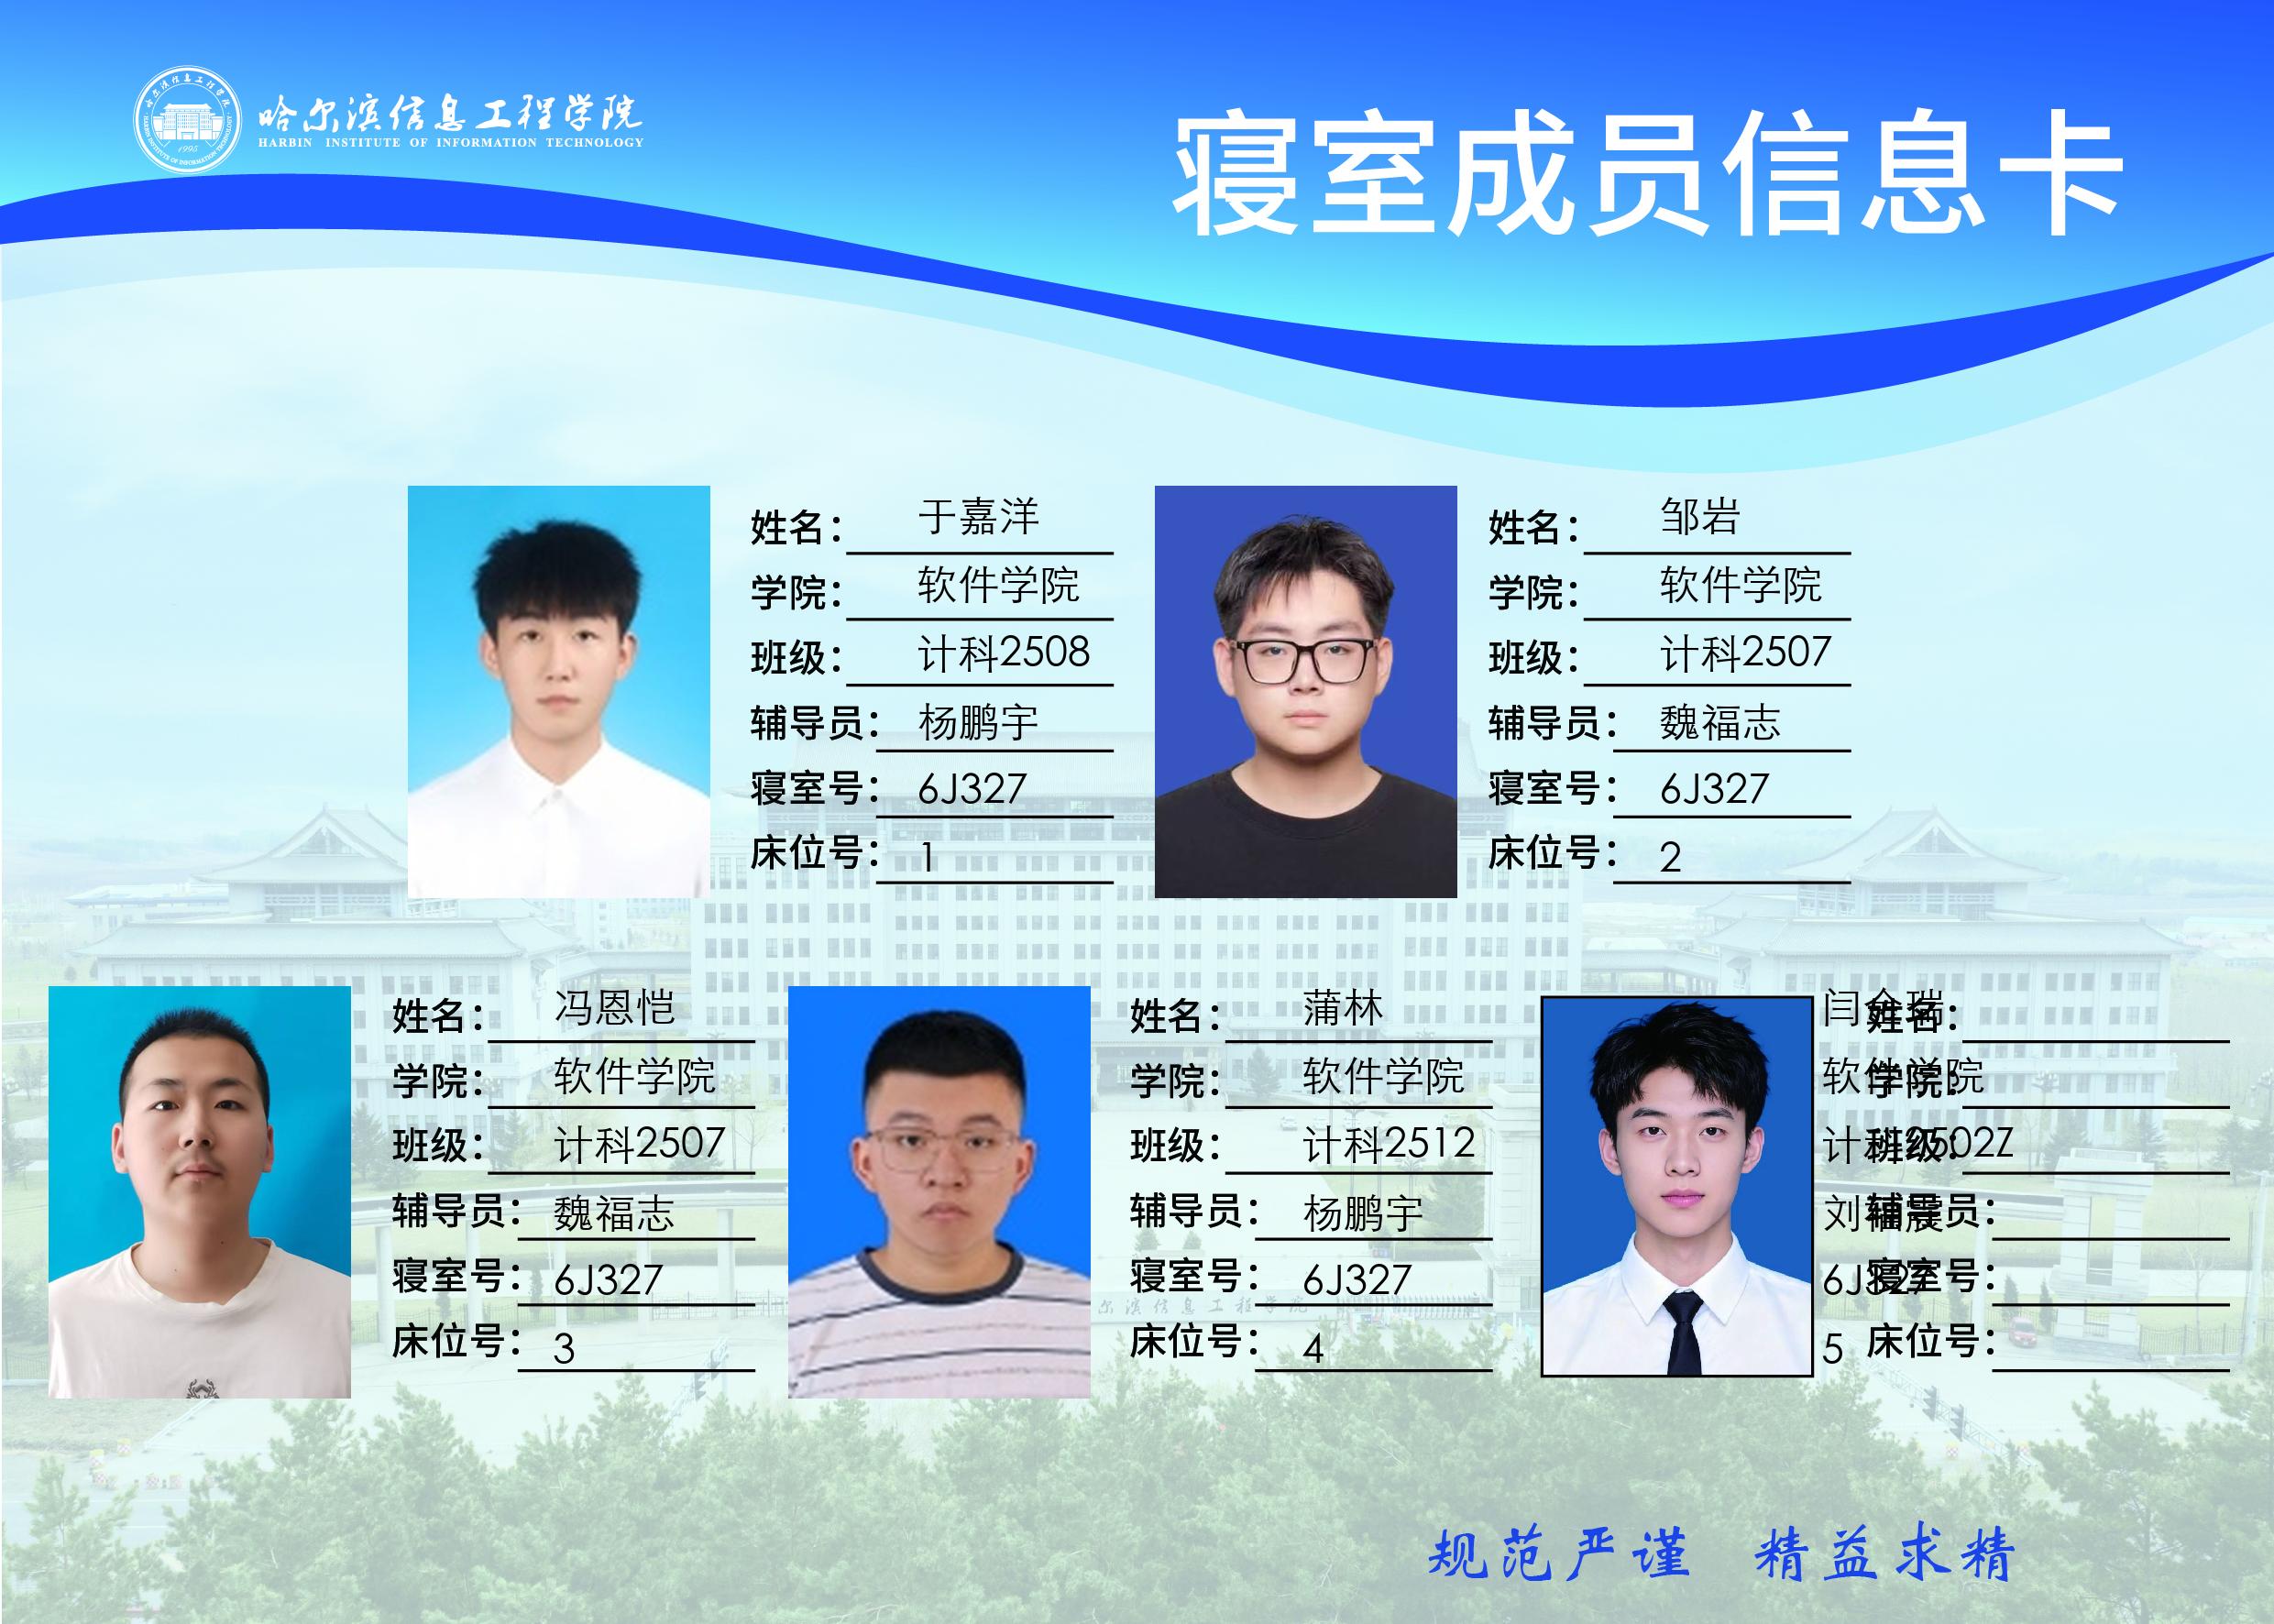 哈尔滨信息工程学院
HARBIN INSTITUTE OF INFORMATION TECHNOLOGY
1995
寝室成员信息卡
姓名： 于嘉洋
学院： 软件学院
班级： 计科2508
辅导员： 杨鹏宇
寝室号： 6J327
床位号： 1
姓名： 邹岩
学院： 软件学院
班级： 计科2507
辅导员： 魏福志
寝室号： 6J327
床位号： 2
姓名： 冯恩恺
学院： 软件学院
班级： 计科2507
辅导员： 魏福志
寝室号： 6J327
床位号： 3
姓名： 蒲林
学院： 软件学院
班级： 计科2512
辅导员： 杨鹏宇
寝室号： 6J327
床位号： 4
姓名： 闫 瑞
学院： 软件学院
班级： 计科2502Z
辅导员： 刘 震
寝室号： 6J327
床位号： 5
规范严谨 精益求精